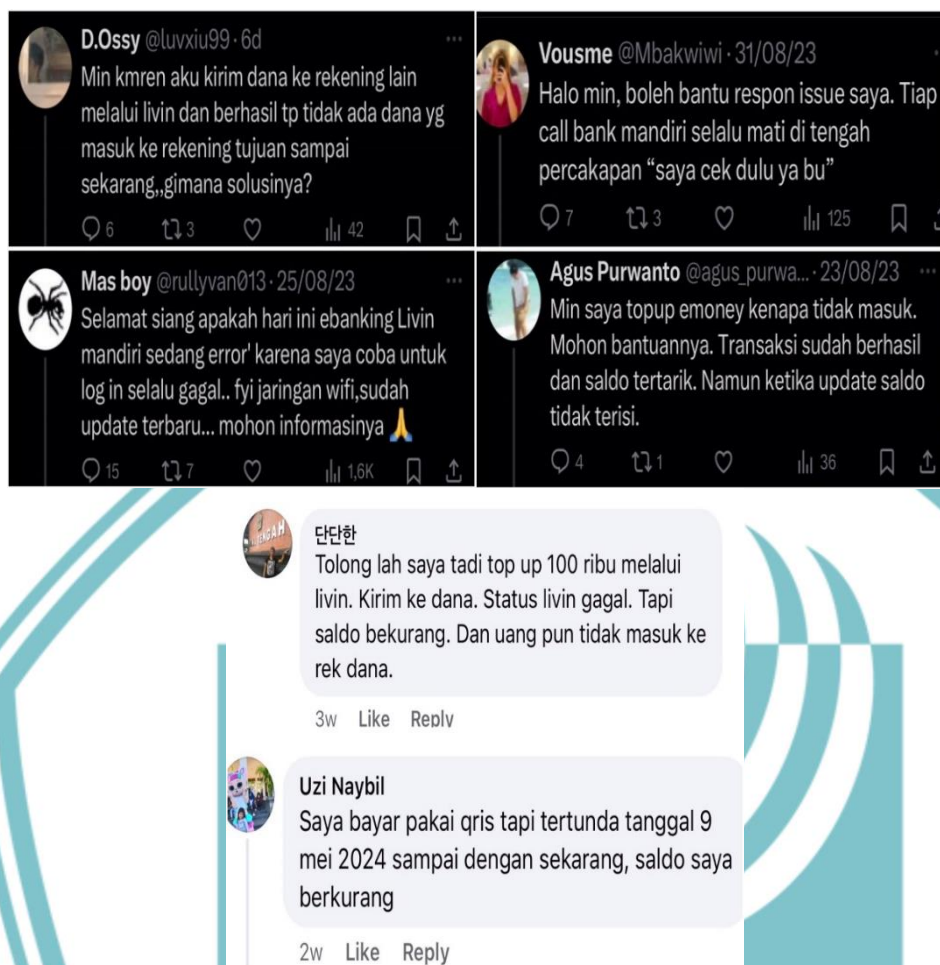 D.Ossy @luvxiu99 · 6d
Min kmren aku kirim dana ke rekening lain
melalui livin dan berhasil tp tidak ada dana yg
masuk ke rekening tujuan sampai
sekarang,,gimana solusinya?
6 3 42
Vousme @Mbakwiwi · 31/08/23
Halo min, boleh bantu respon issue saya. Tiap
call bank mandiri selalu mati di tengah
percakapan “saya cek dulu ya bu”
7 3 125
Mas boy @rullyvan013 · 25/08/23
Selamat siang apakah hari ini ebanking Livin
mandiri sedang error' karena saya coba untuk
log in selalu gagal.. fyi jaringan wifi,sudah
update terbaru... mohon informasinya 🙏
15 7 1,6K
Agus Purwanto @agus_purwa... · 23/08/23
Min saya topup emoney kenapa tidak masuk.
Mohon bantuannya. Transaksi sudah berhasil
dan saldo tertarik. Namun ketika update saldo
tidak terisi.
4 1 36
단단한
Tolong lah saya tadi top up 100 ribu melalui
livin. Kirim ke dana. Status livin gagal. Tapi
saldo bekurang. Dan uang pun tidak masuk ke
rek dana.
3w Like Reply
Uzi Naybil
Saya bayar pakai qris tapi tertunda tanggal 9
mei 2024 sampai dengan sekarang, saldo saya
berkurang
2w Like Reply